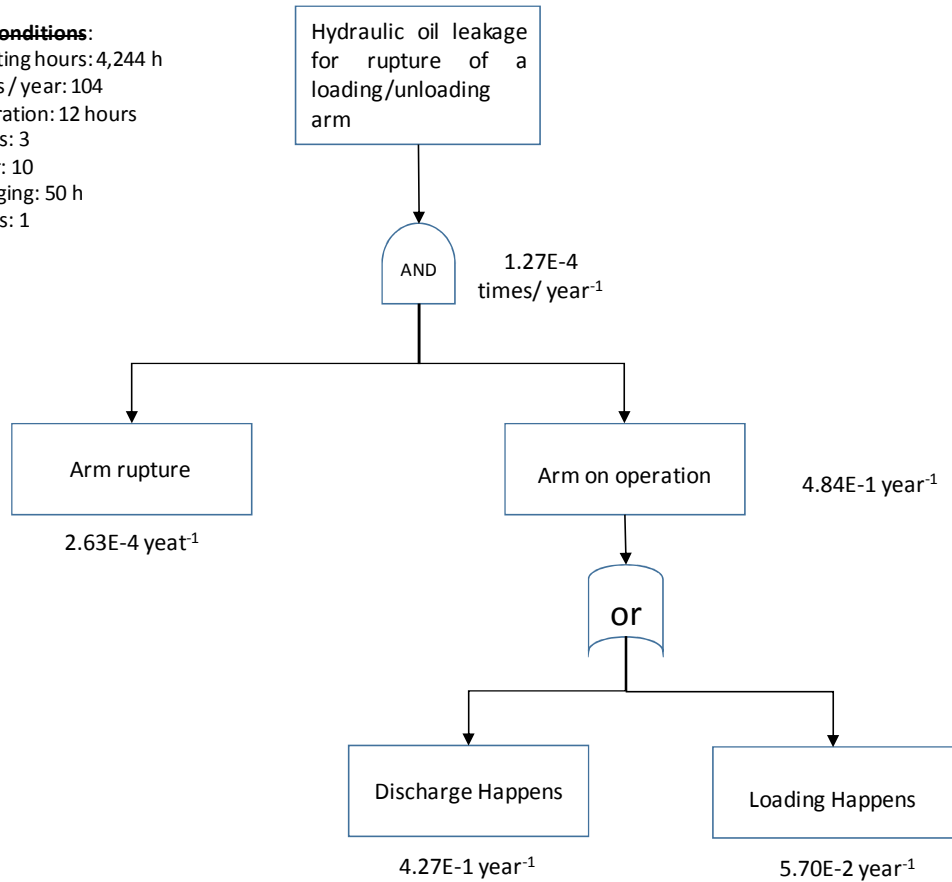 onditions:
ting hours: 4,244 h
s / year: 104
ration: 12 hours
s: 3
: 10
ging: 50 h
s: 1
Hydraulic oil leakage
for rupture of a
loading/unloading
arm
AND
1.27E-4
times/ year⁻¹
Arm rupture
2.63E-4 yeat⁻¹
Arm on operation
4.84E-1 year⁻¹
or
Discharge Happens
4.27E-1 year⁻¹
Loading Happens
5.70E-2 year⁻¹